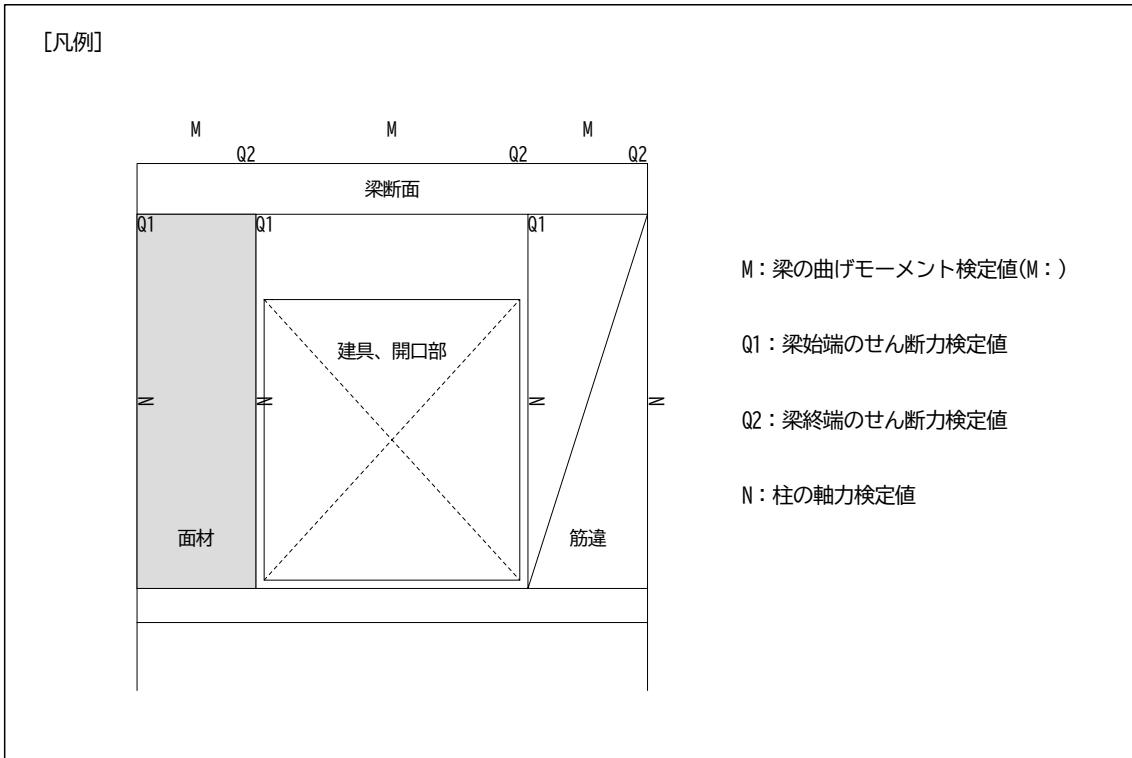 [凡例]
M M M
Q2 Q2 Q2
梁断面
Q1 Q1 Q1
M：梁の曲げモーメント検定値(M：)
Q1：梁始端のせん断力検定値
建具、開口部
N N N N
Q2：梁終端のせん断力検定値
N：柱の軸力検定値
面材 筋違